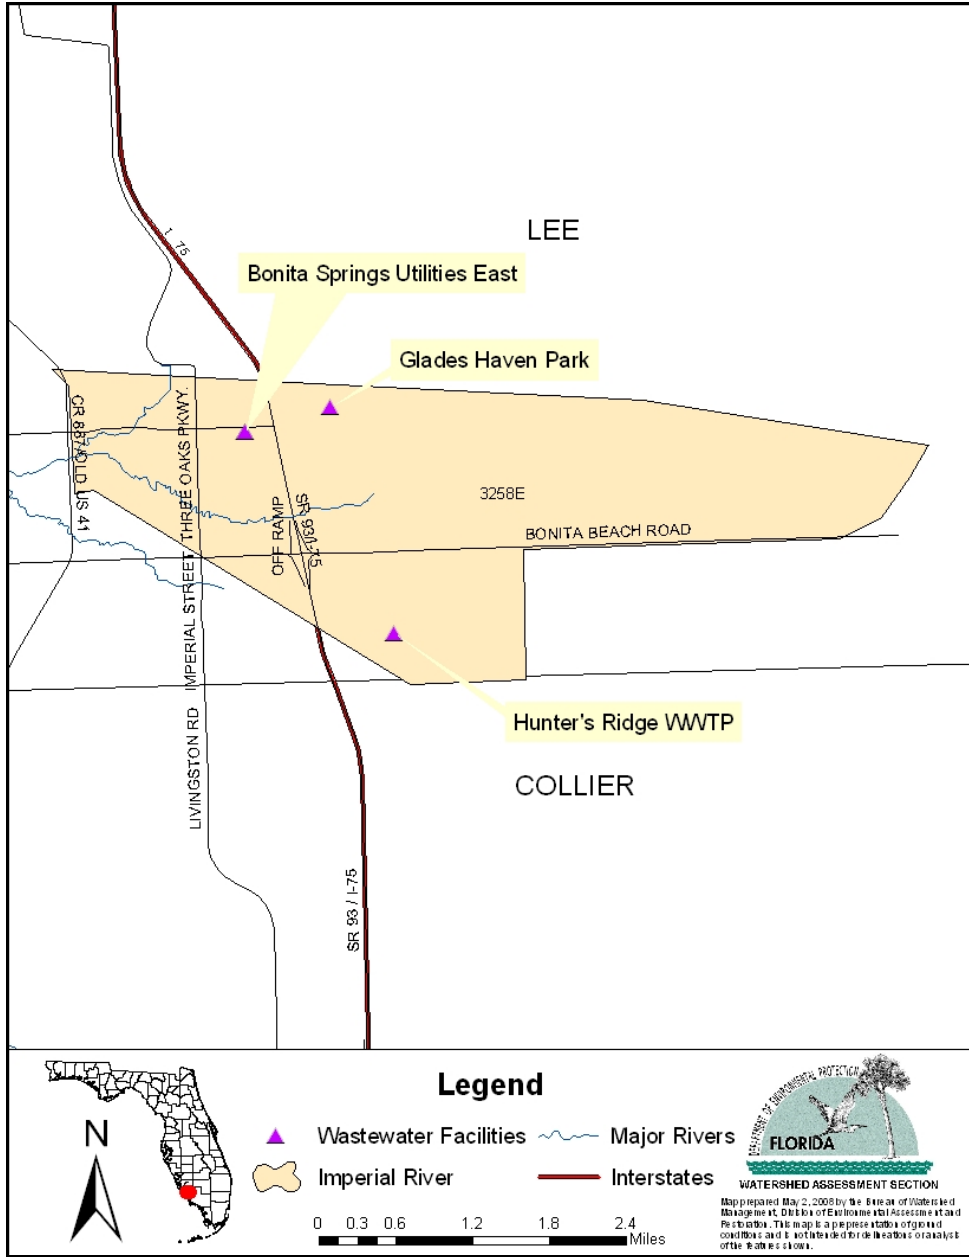 I 75
LEE
Bonita Springs Utilities East
Glades Haven Park
CR 887/OLD US 41
IMPERIAL STREET THREE OAKS PKWY.
OFF RAMP
SR 93/I-75
3258E
BONITA BEACH ROAD
Hunter's Ridge WWTP
COLLIER
LIVINGSTON RD
SR 93 / I-75
Legend
N
Wastewater Facilities
Major Rivers
Imperial River
Interstates
0 0.3 0.6 1.2 1.8 2.4
Miles
DEPARTMENT OF ENVIRONMENTAL PROTECTION
FLORIDA
WATERSHED ASSESSMENT SECTION
Map prepared May 2, 2008 by the Bureau of Watershed
Management, Division of Environmental Assessment and
Restoration. This map is a prepresentation of ground
conditions and is not intended for delineations or analysis
of the features shown.